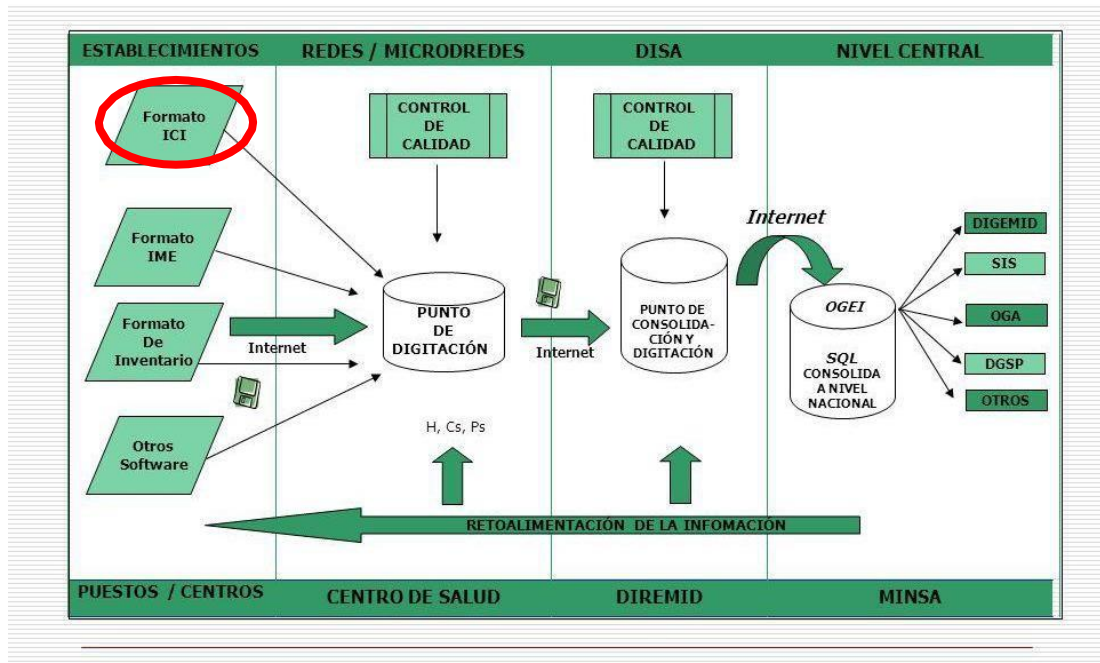 ESTABLECIMIENTOS
REDES / MICRODREDES
DISA
NIVEL CENTRAL
Formato
ICI
CONTROL
DE
CALIDAD
CONTROL
DE
CALIDAD
Formato
IME
Internet
DIGEMID
SIS
OGA
DGSP
OTROS
Formato
De
Inventario
Internet
PUNTO
DE
DIGITACIÓN
Internet
PUNTO DE
CONSOLIDA-
CIÓN Y
DIGITACIÓN
OGEI
SQL
CONSOLIDA
A NIVEL
NACIONAL
Otros
Software
H, Cs, Ps
RETOALIMENTACIÓN DE LA INFOMACIÓN
PUESTOS / CENTROS
CENTRO DE SALUD
DIREMID
MINSA